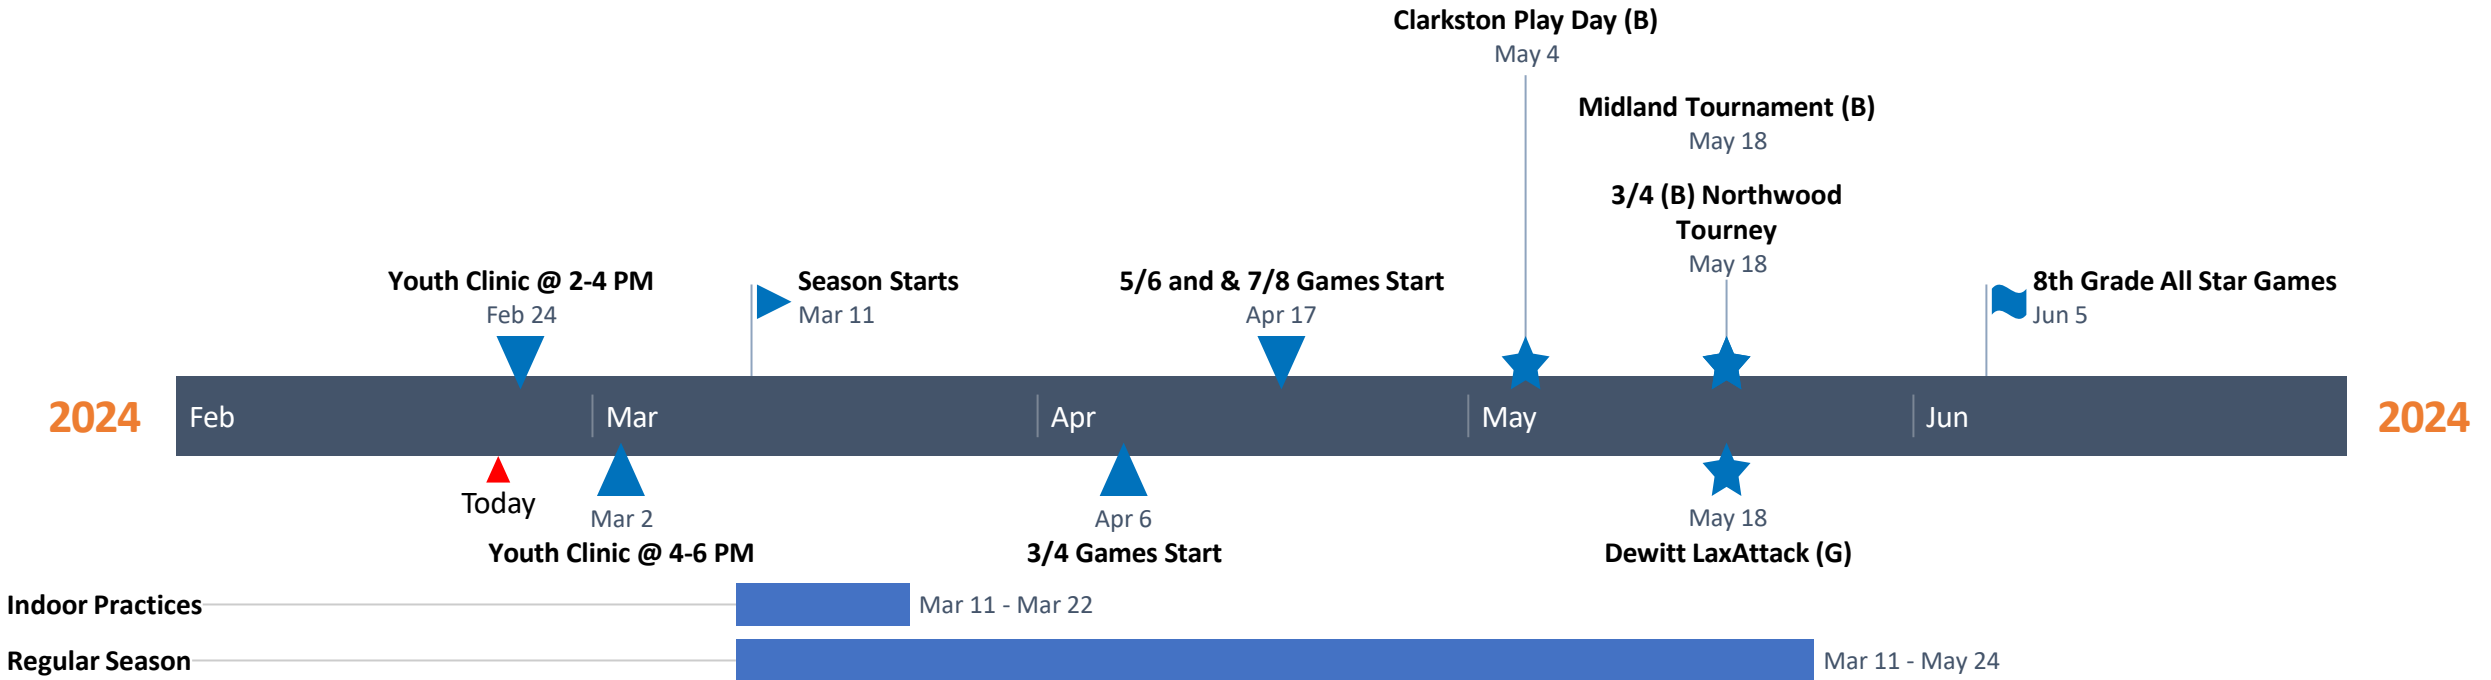 Clarkston Play Day (B)
May 4
Midland Tournament (B)
May 18
3/4 (B) Northwood
Tourney
May 18
Youth Clinic @ 2-4 PM
Feb 24
Season Starts
Mar 11
5/6 and & 7/8 Games Start
Apr 17
8th Grade All Star Games
Jun 5
2024
Feb
Mar
Apr
May
Jun
2024
Today
Mar 2
Youth Clinic @ 4-6 PM
Apr 6
3/4 Games Start
May 18
Dewitt LaxAttack (G)
Indoor Practices
Mar 11 - Mar 22
Regular Season
Mar 11 - May 24